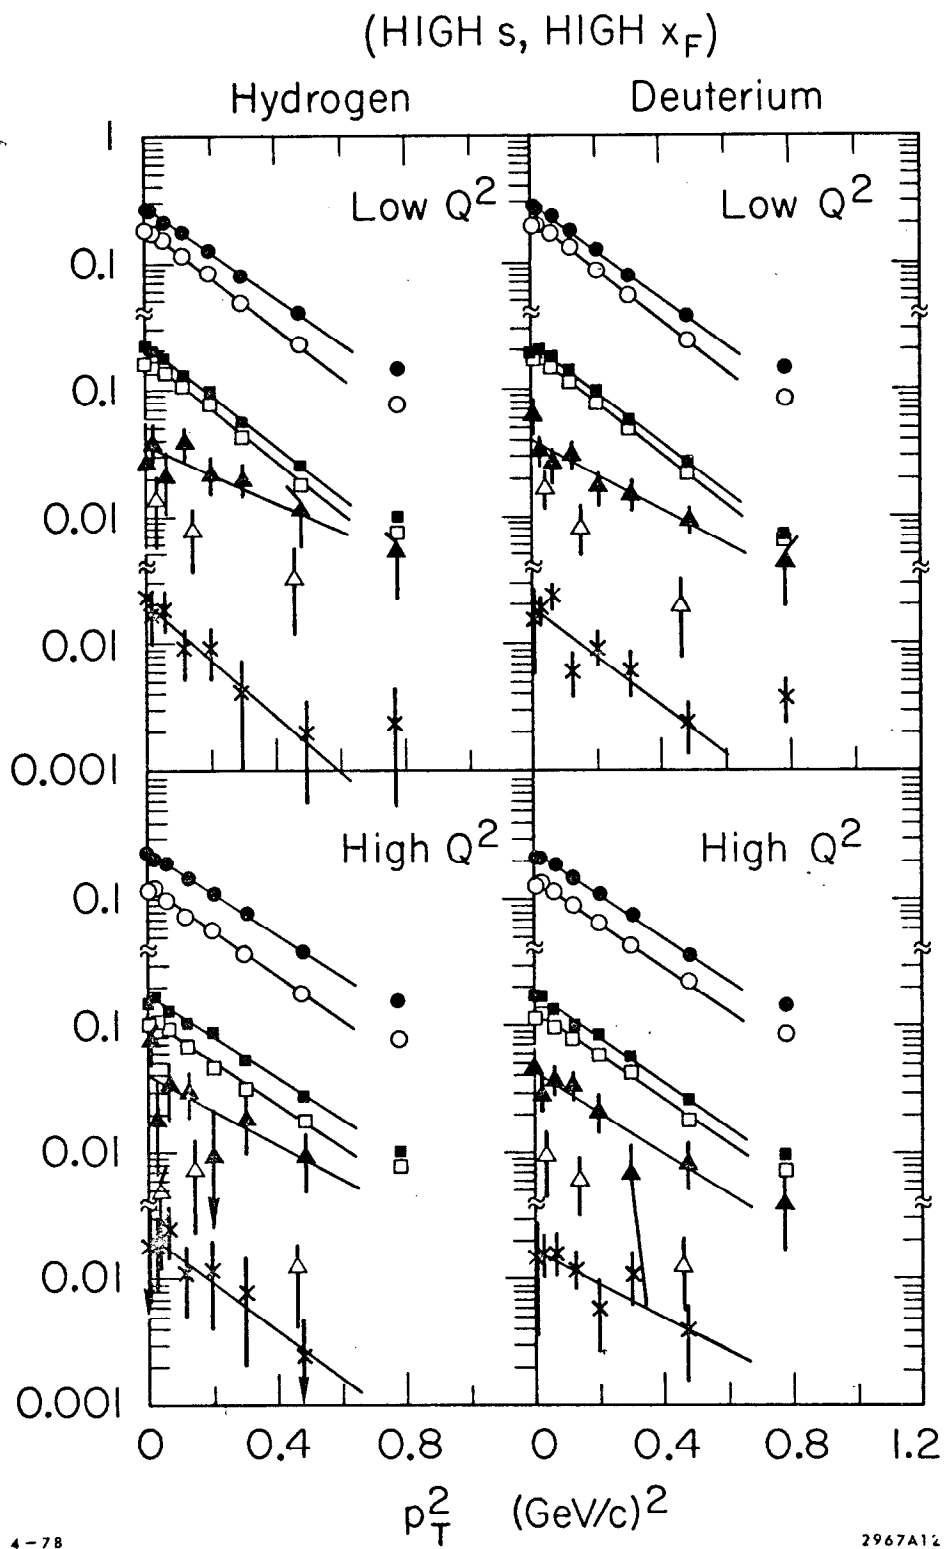 (HIGH s, HIGH x_F)
Hydrogen Deuterium
1
Low Q² Low Q²
0.1
0.1
0.01
0.01
0.001
High Q² High Q²
0.1
0.1
0.01
0.01
0.001
0 0.4 0.8 0 0.4 0.8 1.2
p_T² (GeV/c)²
4-78 2967A12